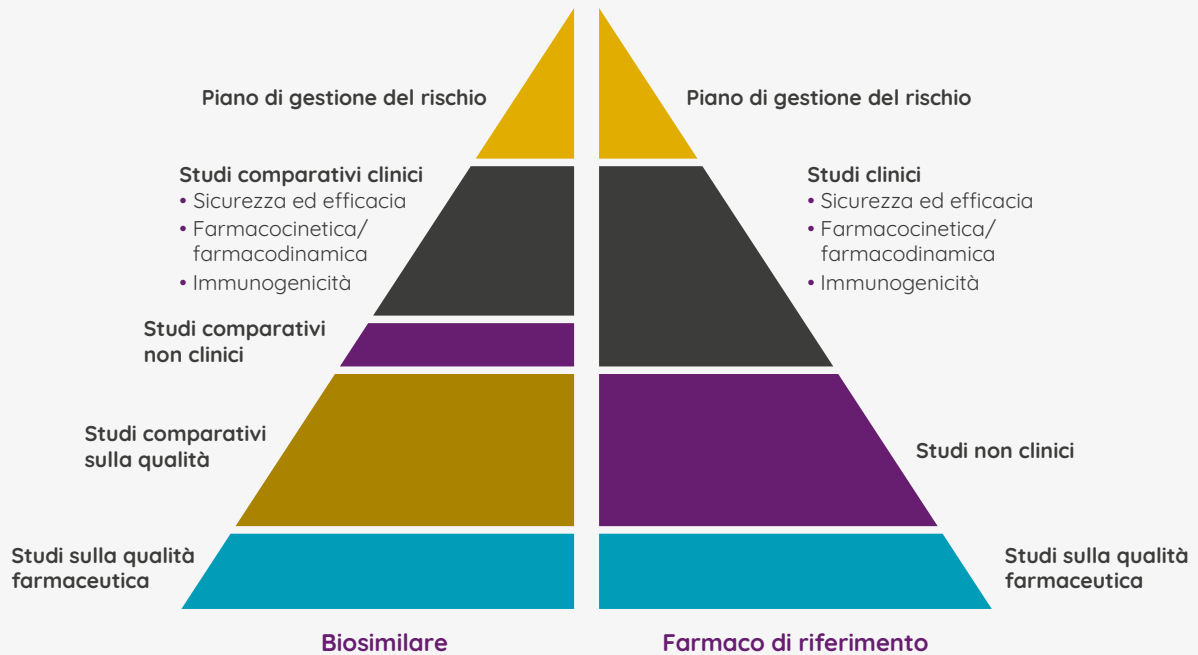 Piano di gestione del rischio
Studi comparativi clinici
• Sicurezza ed efficacia
• Farmacocinetica/
farmacodinamica
• Immunogenicità
Studi comparativi
non clinici
Studi comparativi
sulla qualità
Studi sulla qualità
farmaceutica
Biosimilare
Piano di gestione del rischio
Studi clinici
• Sicurezza ed efficacia
• Farmacocinetica/
farmacodinamica
• Immunogenicità
Studi non clinici
Studi sulla qualità
farmaceutica
Farmaco di riferimento